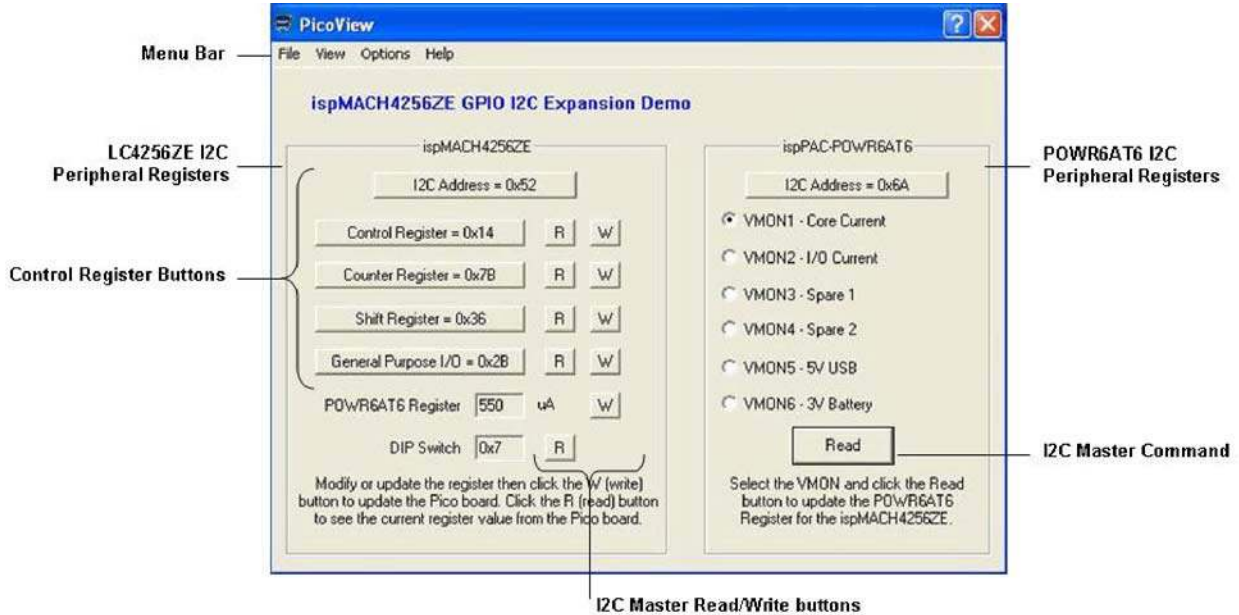 PicoView
Menu Bar
File View Options Help
ispMACH4256ZE GPIO I2C Expansion Demo
LC4256ZE I2C
Peripheral Registers
ispMACH4256ZE
I2C Address = 0x52
Control Register Buttons
Control Register = 0x14 R W
Counter Register = 0x7B R W
Shift Register = 0x36 R W
General Purpose I/O = 0x2B R W
POWR6AT6 Register 550 uA W
DIP Switch 0x7 R
Modify or update the register then click the W (write)
button to update the Pico board. Click the R (read) button
to see the current register value from the Pico board.
I2C Master Read/Write buttons
ispPAC-POWR6AT6
POWR6AT6 I2C
Peripheral Registers
I2C Address = 0x6A
VMON1 - Core Current
VMON2 - I/O Current
VMON3 - Spare 1
VMON4 - Spare 2
VMON5 - 5V USB
VMON6 - 3V Battery
Read
I2C Master Command
Select the VMON and click the Read
button to update the POWR6AT6
Register for the ispMACH4256ZE.